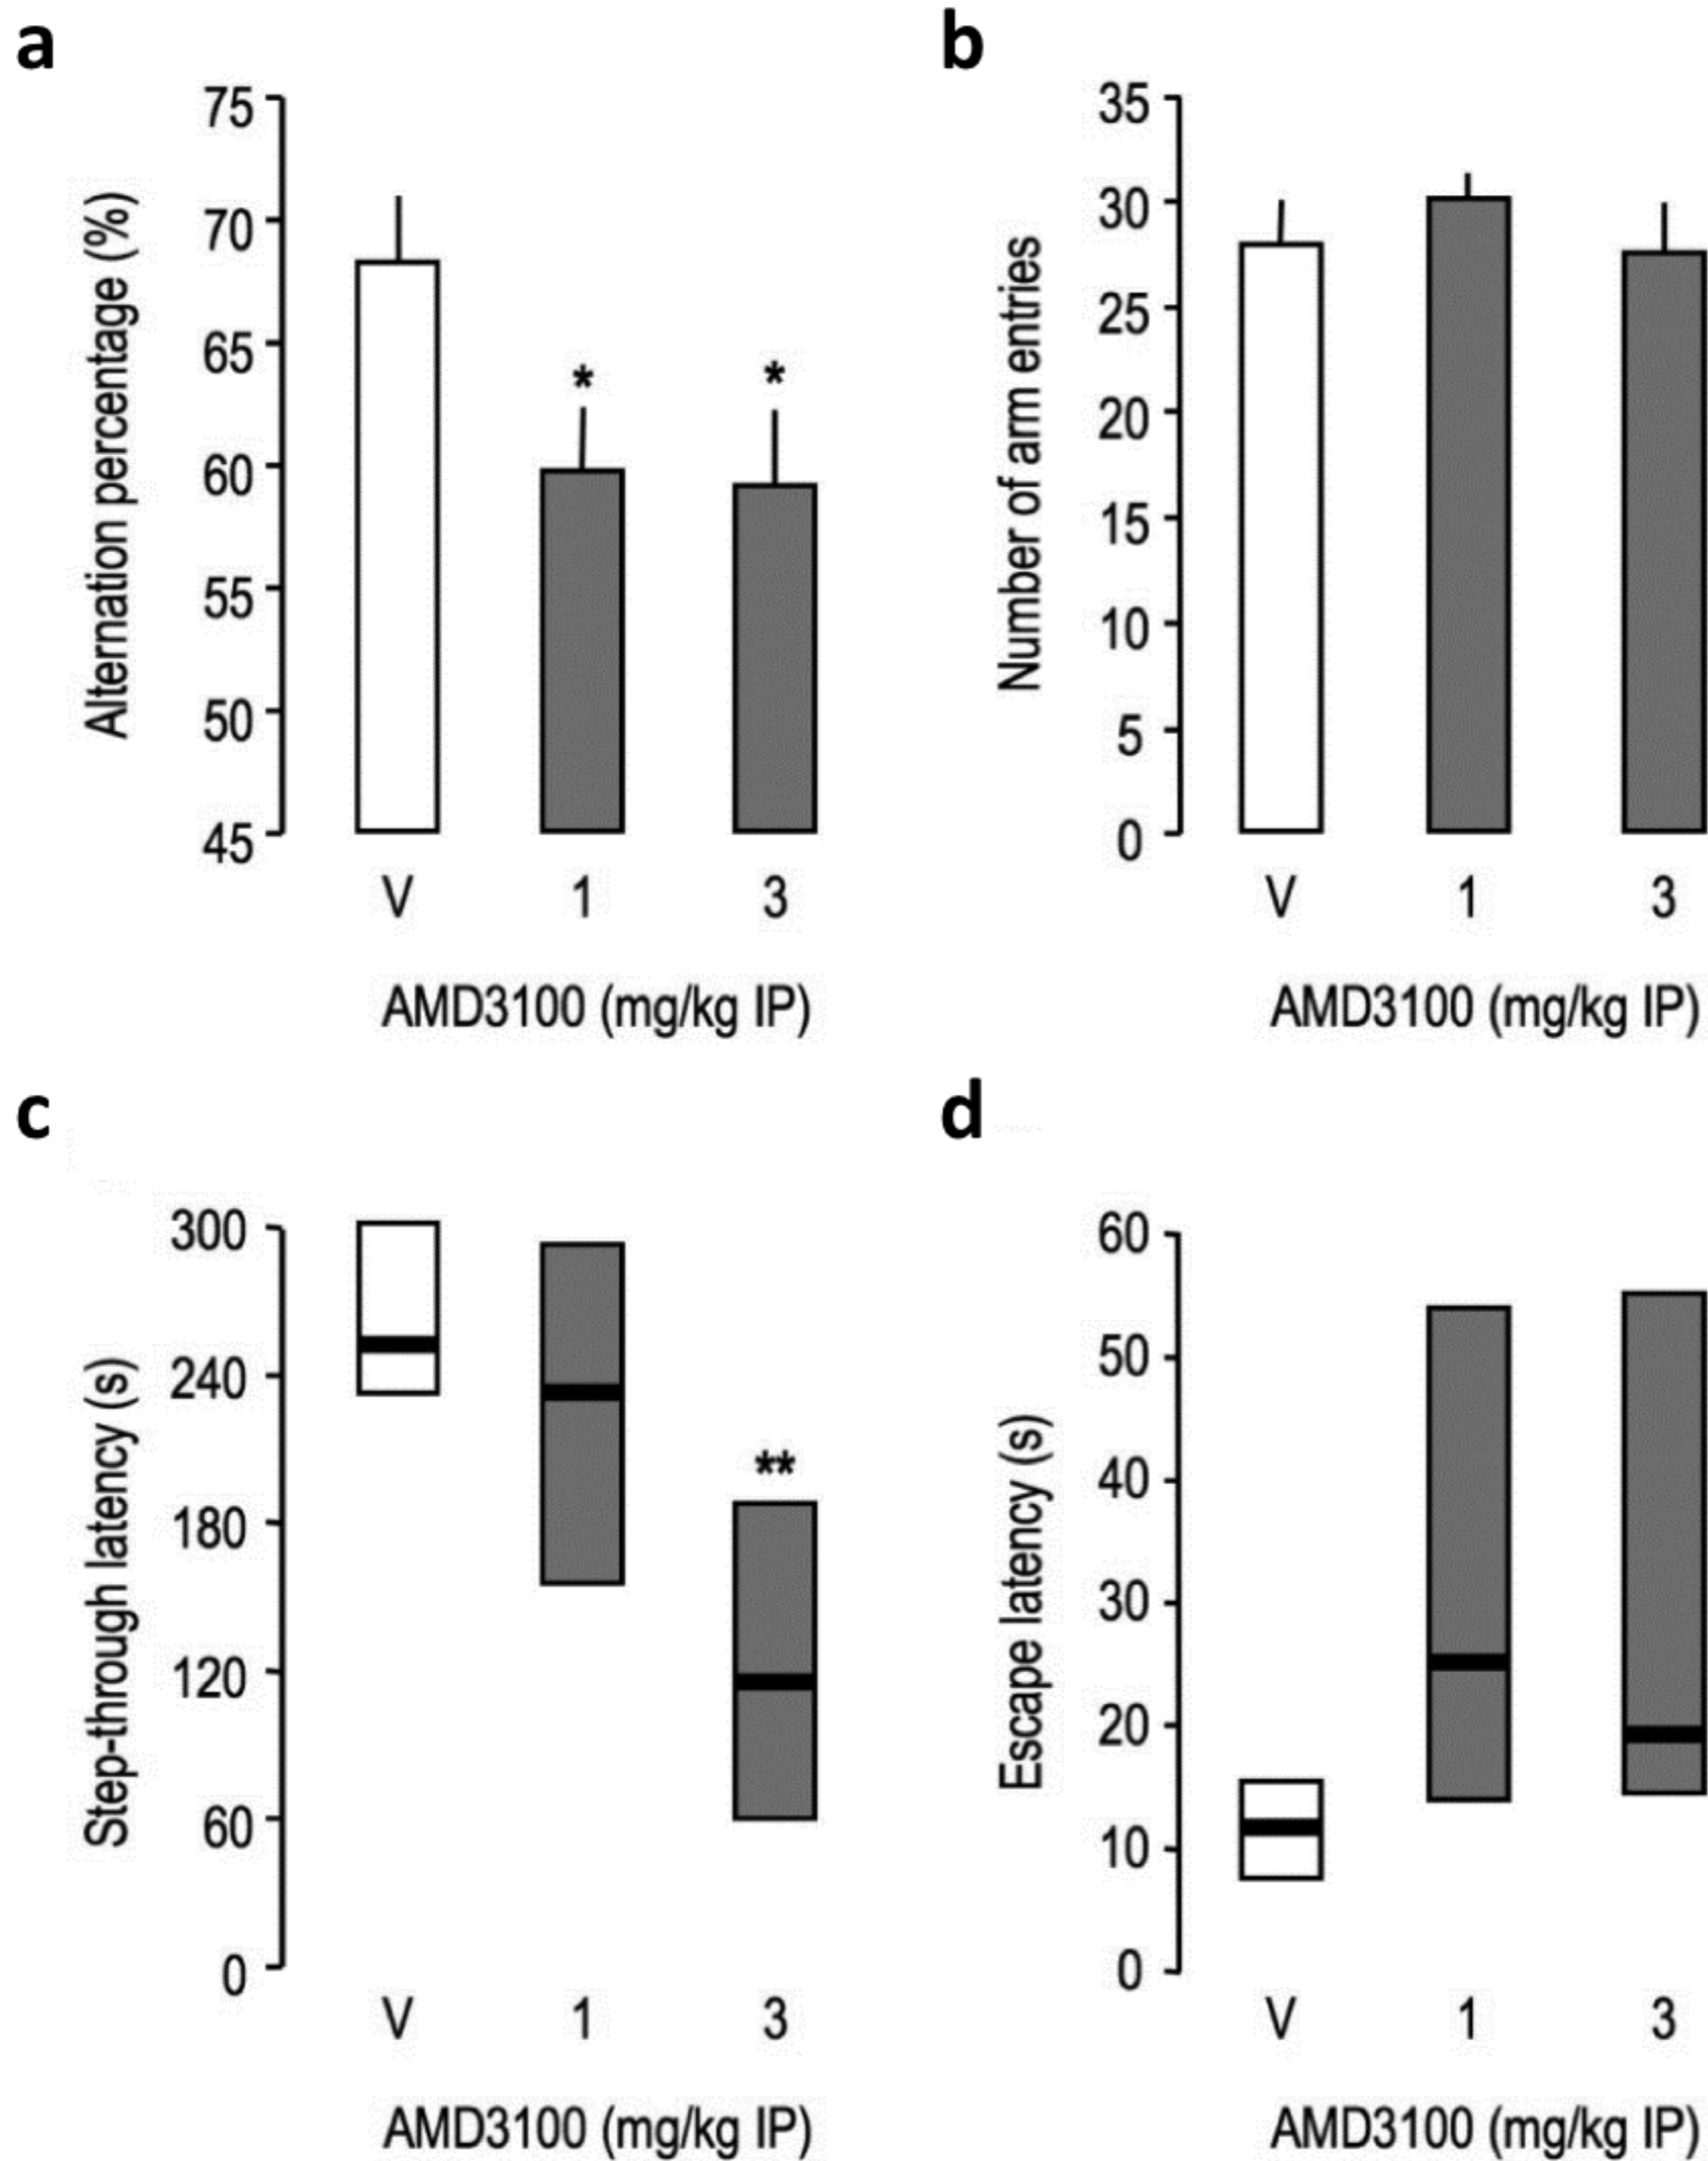 a
75
70
65
60
55
50
45
Alternation percentage (%)
*
*
V 1 3
AMD3100 (mg/kg IP)
b
35
30
25
20
15
10
5
0
Number of arm entries
V 1 3
AMD3100 (mg/kg IP)
c
300
240
180
120
60
0
Step-through latency (s)
**
V 1 3
AMD3100 (mg/kg IP)
d
60
50
40
30
20
10
0
Escape latency (s)
V 1 3
AMD3100 (mg/kg IP)